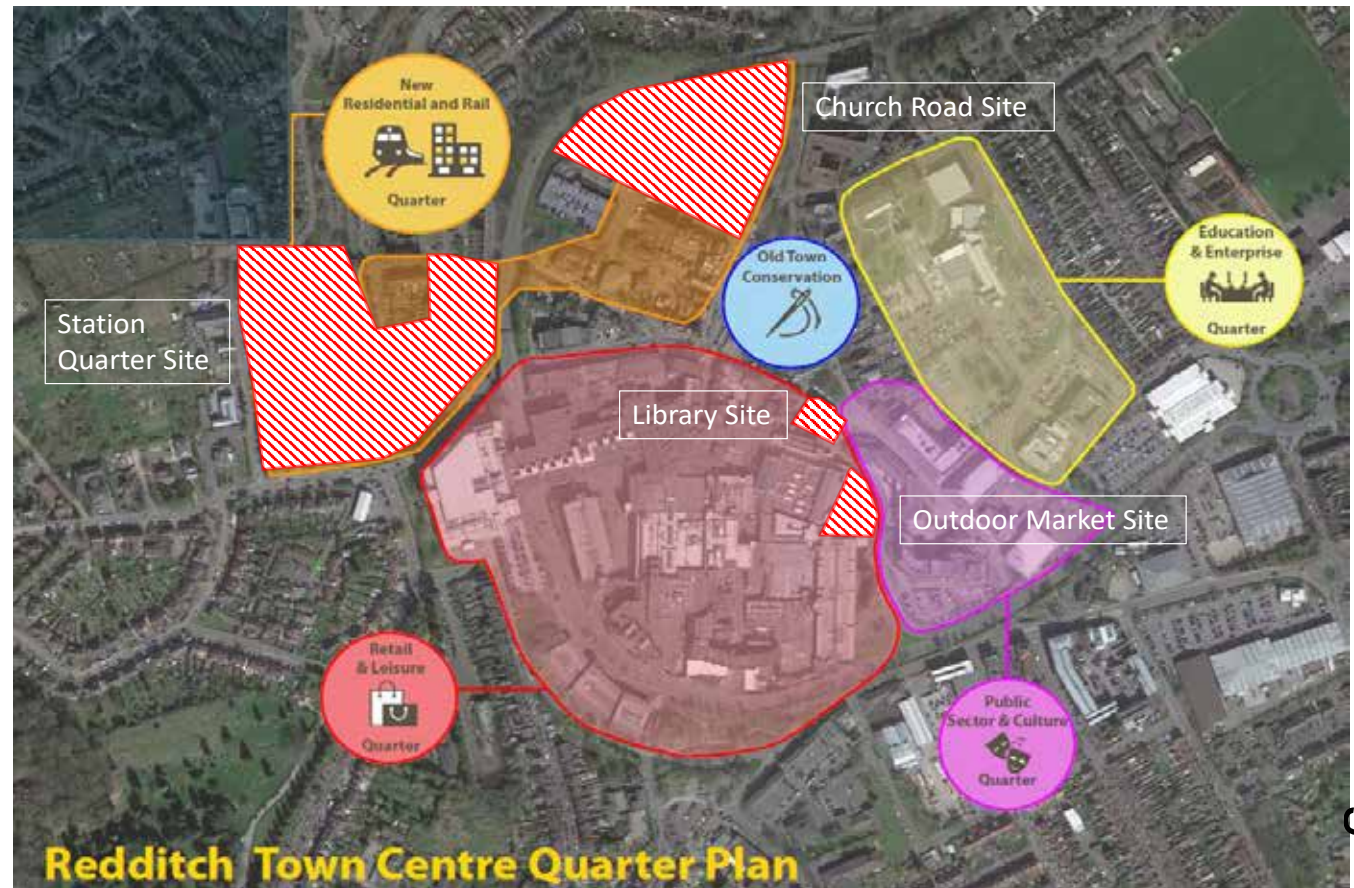 New
Residential and Rail
Quarter
Church Road Site
Education
& Enterprise
Quarter
Old Town
Conservation
Station
Quarter Site
Library Site
Outdoor Market Site
Retail
& Leisure
Quarter
Public
Sector & Culture
Quarter
Redditch Town Centre Quarter Plan